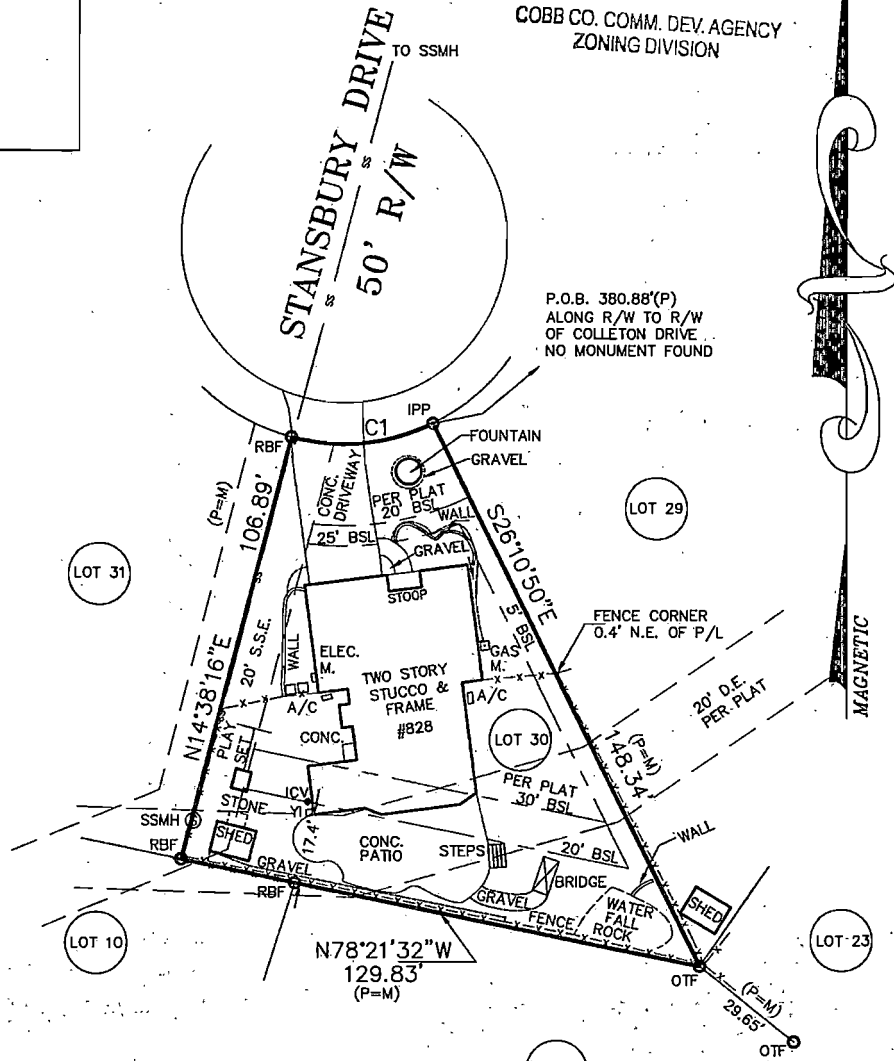 COBB CO. COMM. DEV. AGENCY
ZONING DIVISION
TO SSMH
STANSBURY DRIVE
50' R/W
SS
SS
P.O.B. 380.88'(P)
ALONG R/W TO R/W
OF COLLETON DRIVE
NO MONUMENT FOUND
IPP
C1
RBF
FOUNTAIN
GRAVEL
CONC.
DRIVEWAY
PER PLAT
20' BSL
WALL
25' BSL
GRAVEL
(P=M)
106.89'
S26°10'50"E
LOT 29
LOT 31
STOOP
5' BSL
FENCE CORNER
0.4' N.E. OF P/L
MAGNETIC
N14°38'16"E
20' S.S.E.
WALL
ELEC.
M.
GAS
M.
TWO STORY
STUCCO &
FRAME
#828
A/C
A/C
20' D.E.
PER PLAT
PLAY
SET
CONC.
LOT 30
(P=M)
148.34'
PER PLAT
30' BSL
ICV
YI
STONE
SSMH
SHED
RBF
17.4'
CONC.
PATIO
STEPS
20' BSL
WALL
GRAVEL
RBF
BRIDGE
GRAVEL
WATER
FALL
ROCK
SHED
FENCE
LOT 10
LOT 23
N78°21'32"W
129.83'
(P=M)
OTF
(P=M)
29.65'
OTF